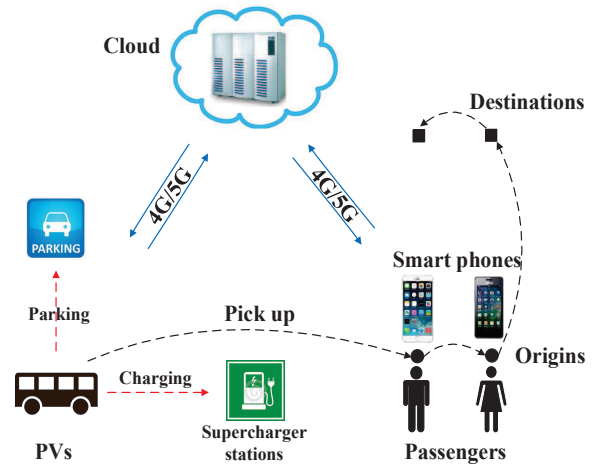 Cloud
Destinations
4G/5G
4G/5G
PARKING
Smart phones
Parking
Pick up
Origins
Charging
PVs
Supercharger
stations
Passengers